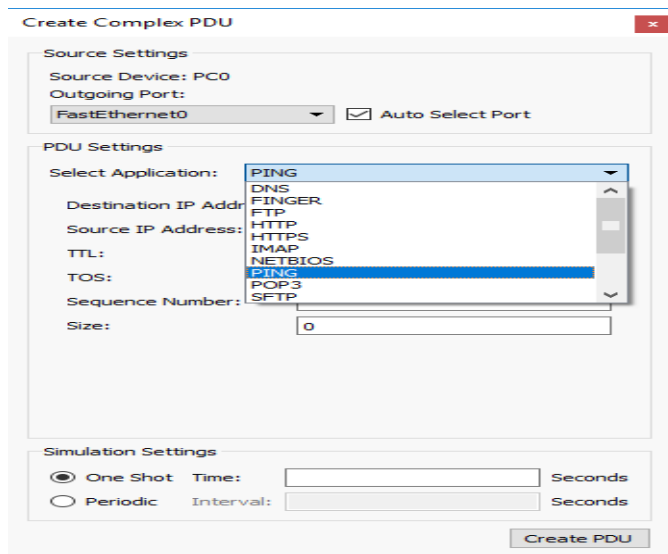 Create Complex PDU
Source Settings
Source Device: PC0
Outgoing Port:
FastEthernet0 Auto Select Port
PDU Settings
Select Application: PING
DNS
FINGER
FTP
HTTP
HTTPS
IMAP
NETBIOS
PING
POP3
SFTP
Destination IP Addr
Source IP Address:
TTL:
TOS:
Sequence Number:
Size: 0
Simulation Settings
One Shot Time: Seconds
Periodic Interval: Seconds
Create PDU